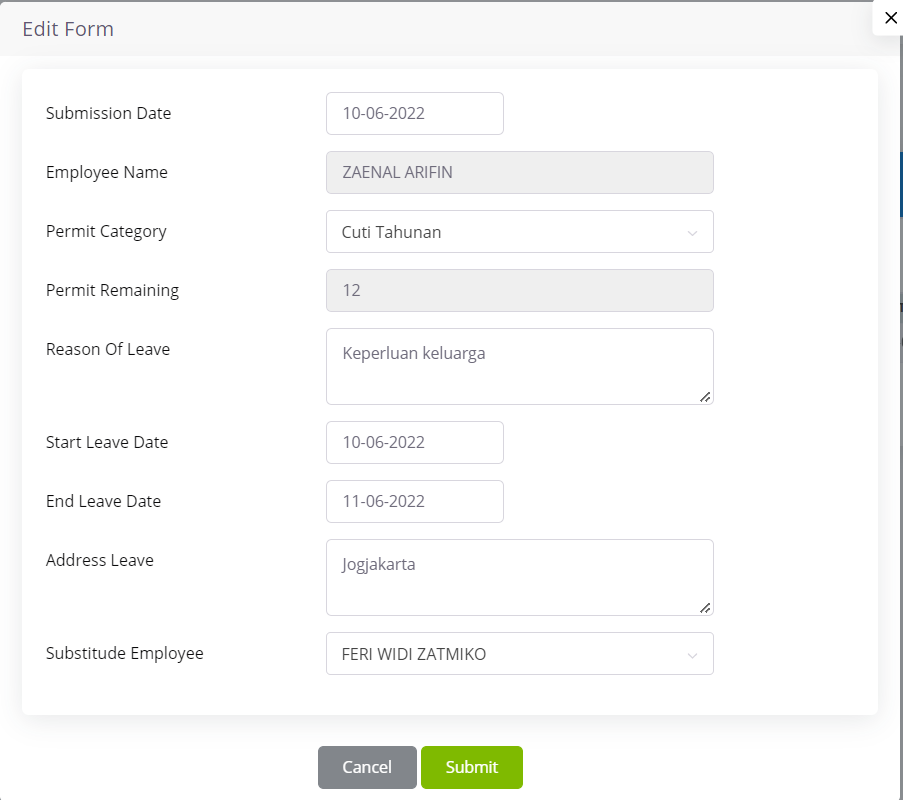 Edit Form
Submission Date 10-06-2022
Employee Name ZAENAL ARIFIN
Permit Category Cuti Tahunan
Permit Remaining 12
Reason Of Leave Keperluan keluarga
Start Leave Date 10-06-2022
End Leave Date 11-06-2022
Address Leave Jogjakarta
Substitude Employee FERI WIDI ZATMIKO
Cancel Submit